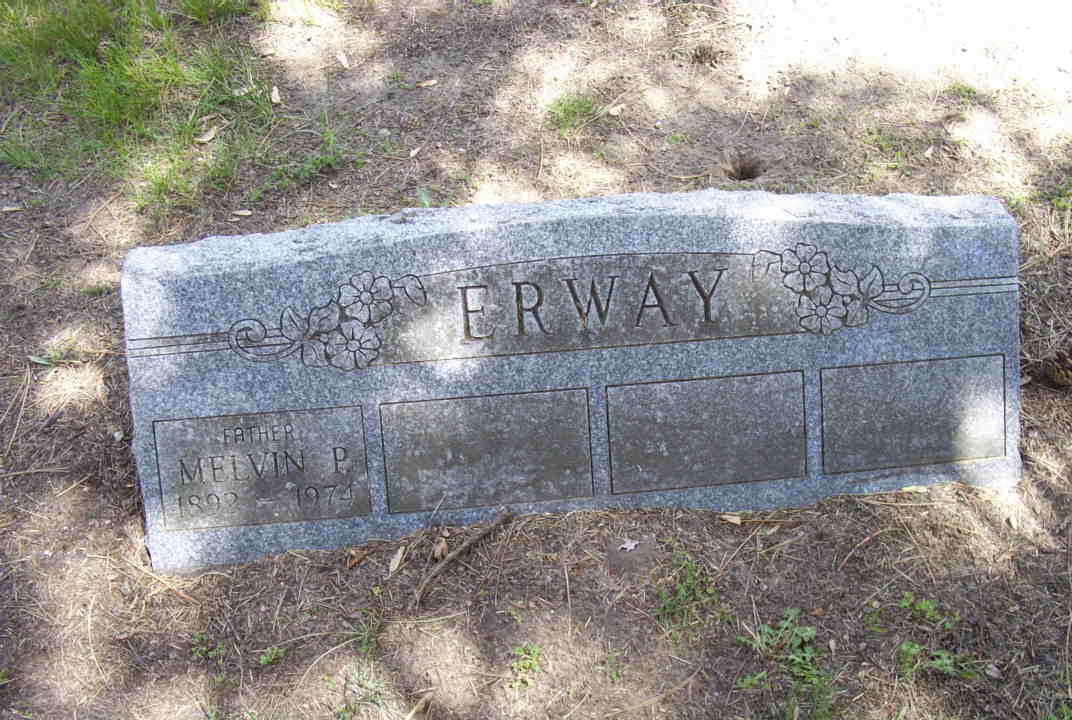 ERWAY
FATHER
MELVIN P.
1892 - 1974